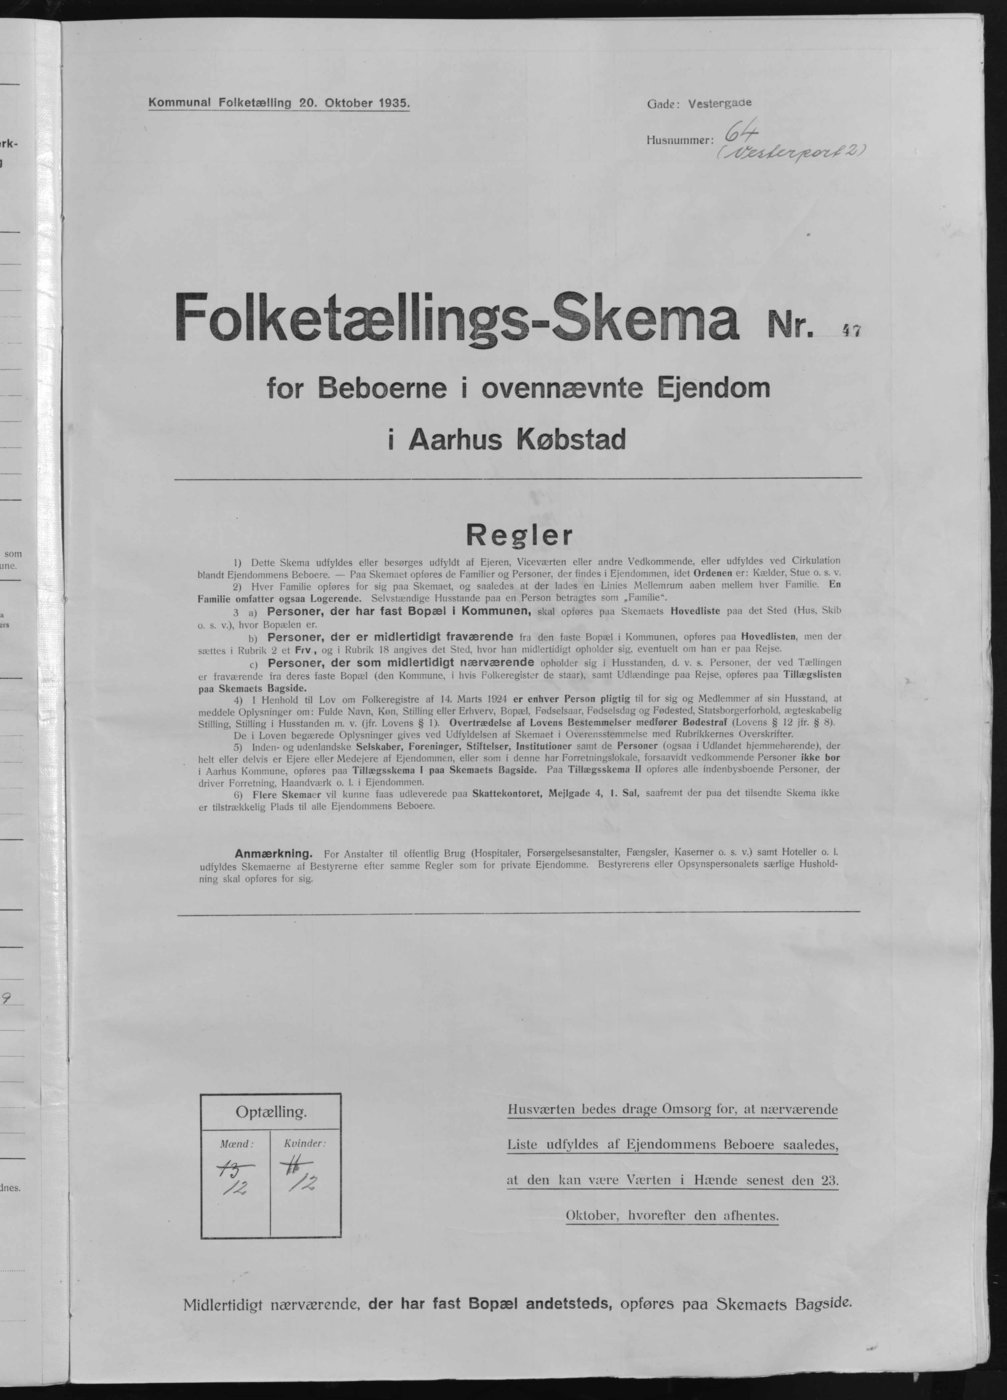 Kommunal Folketælling 20. Oktober 1935.
Gade: Vestergade
Husnummer: 64
(Vesterport 2)
Folketællings-Skema Nr. 47
for Beboerne i ovennævnte Ejendom
i Aarhus Købstad
Regler
1) Dette Skema udfyldes eller besørges udfyldt af Ejeren, Viceværten eller andre Vedkommende, eller udfyldes ved Cirkulation
blandt Ejendommens Beboere. — Paa Skemaet opføres de Familier og Personer, der findes i Ejendommen, idet Ordenen er: Kælder, Stue o. s. v.
2) Hver Familie opføres for sig paa Skemaet, og saaledes at der lades en Linies Mellemrum aaben mellem hver Familie. En
Familie omfatter ogsaa Logerende. Selvstændige Husstande paa en Person betragtes som „Familie“.
3 a) Personer, der har fast Bopæl i Kommunen, skal opføres paa Skemaets Hovedliste paa det Sted (Hus, Skib
o. s. v.), hvor Bopælen er.
b) Personer, der er midlertidigt fraværende fra den faste Bopæl i Kommunen, opføres paa Hovedlisten, men der
sættes i Rubrik 2 et Frv, og i Rubrik 18 angives det Sted, hvor han midlertidigt opholder sig, eventuelt om han er paa Rejse.
c) Personer, der som midlertidigt nærværende opholder sig i Husstanden, d. v. s. Personer, der ved Tællingen
er fraværende fra deres faste Bopæl (den Kommune, i hvis Folkeregister de staar), samt Udlændinge paa Rejse, opføres paa Tillægslisten
paa Skemaets Bagside.
4) I Henhold til Lov om Folkeregistre af 14. Marts 1924 er enhver Person pligtig til for sig og Medlemmer af sin Husstand, at
meddele Oplysninger om: Fulde Navn, Køn, Stilling eller Erhverv, Bopæl, Fødselsaar, Fødselsdag og Fødested, Statsborgerforhold, ægteskabelig
Stilling, Stilling i Husstanden m. v. (jfr. Lovens § 1). Overtrædelse af Lovens Bestemmelser medfører Bødestraf (Lovens § 12 jfr. § 8).
De i Loven begærede Oplysninger gives ved Udfyldelsen af Skemaet i Overensstemmelse med Rubrikkernes Overskrifter.
5) Inden- og udenlandske Selskaber, Foreninger, Stiftelser, Institutioner samt de Personer (ogsaa i Udlandet hjemmehørende), der
helt eller delvis er Ejere eller Medejere af Ejendommen, eller som i denne har Forretningslokale, forsaavidt vedkommende Personer ikke bor
i Aarhus Kommune, opføres paa Tillægsskema I paa Skemaets Bagside. Paa Tillægsskema II opføres alle indenbysboende Personer, der
driver Forretning, Haandværk o. l. i Ejendommen.
6) Flere Skemaer vil kunne faas udleverede paa Skattekontoret, Mejlgade 4, 1. Sal, saafremt der paa det tilsendte Skema ikke
er tilstrækkelig Plads til alle Ejendommens Beboere.
Anmærkning. For Anstalter til offentlig Brug (Hospitaler, Forsørgelsesanstalter, Fængsler, Kaserner o. s. v.) samt Hoteller o. l.
udfyldes Skemaerne af Bestyrerne efter samme Regler som for private Ejendomme. Bestyrerens eller Opsynspersonalets særlige Hushold-
ning skal opføres for sig.
Optælling.
Mænd: Kvinder:
13 11
12 12
Husværten bedes drage Omsorg for, at nærværende
Liste udfyldes af Ejendommens Beboere saaledes,
at den kan være Værten i Hænde senest den 23.
Oktober, hvorefter den afhentes.
Midlertidigt nærværende, der har fast Bopæl andetsteds, opføres paa Skemaets Bagside.